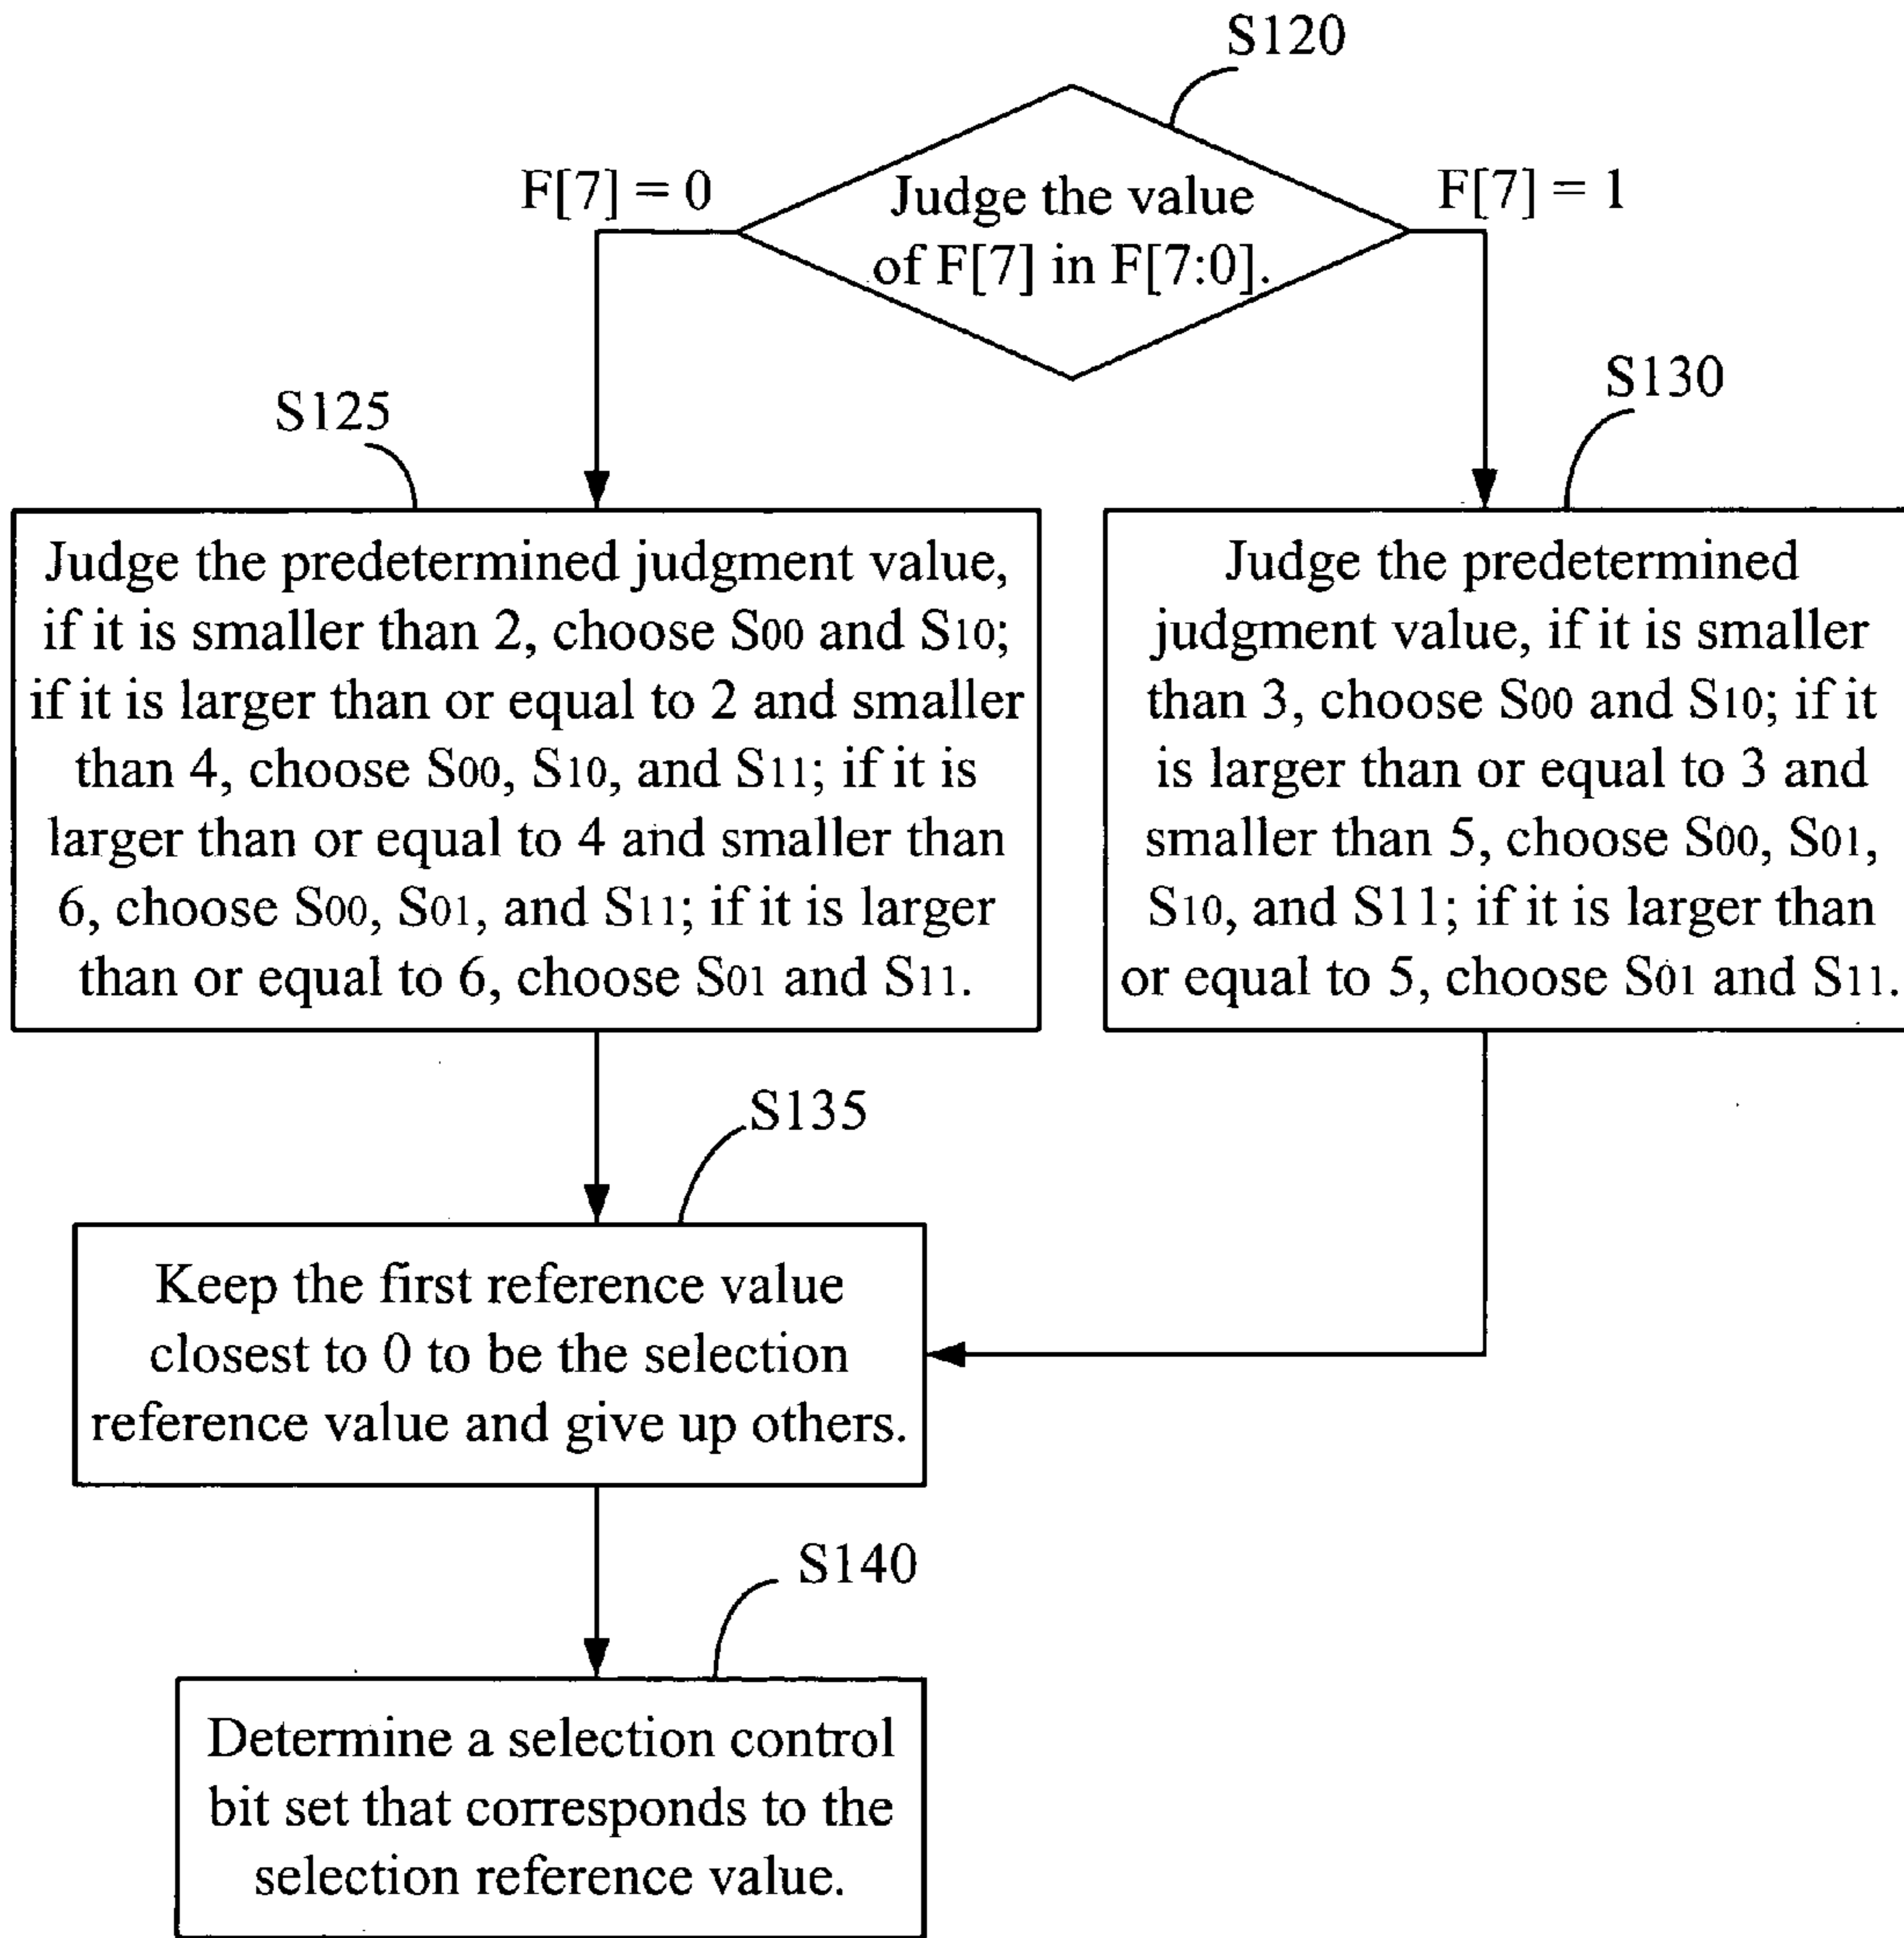 S120
F[7] = 0
Judge the value
of F[7] in F[7:0].
F[7] = 1
S125
S130
Judge the predetermined judgment value,
if it is smaller than 2, choose S00 and S10;
if it is larger than or equal to 2 and smaller
than 4, choose S00, S10, and S11; if it is
larger than or equal to 4 and smaller than
6, choose S00, S01, and S11; if it is larger
than or equal to 6, choose S01 and S11.
Judge the predetermined
judgment value, if it is smaller
than 3, choose S00 and S10; if it
is larger than or equal to 3 and
smaller than 5, choose S00, S01,
S10, and S11; if it is larger than
or equal to 5, choose S01 and S11.
S135
Keep the first reference value
closest to 0 to be the selection
reference value and give up others.
S140
Determine a selection control
bit set that corresponds to the
selection reference value.